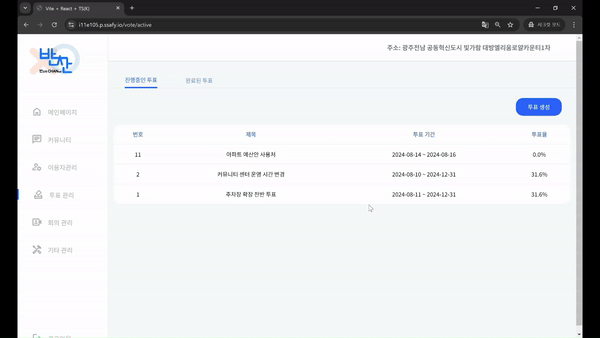 Vite + React + TS(K)
i11e105.p.ssafy.io/vote/active
시크릿 모드
반산
주소: 광주전남 공동혁신도시 빛가람 대방엘리움로얄카운티1차
진행중인 투표
완료된 투표
투표 생성
메인페이지
커뮤니티
이용자관리
투표 관리
회의 관리
기타 관리
번호 제목 투표 기간 투표율
11 아파트 예산안 사용처 2024-08-14 ~ 2024-08-16 0.0%
2 커뮤니티 센터 운영 시간 변경 2024-08-10 ~ 2024-12-31 31.6%
1 주차장 확장 찬반 투표 2024-08-11 ~ 2024-12-31 31.6%